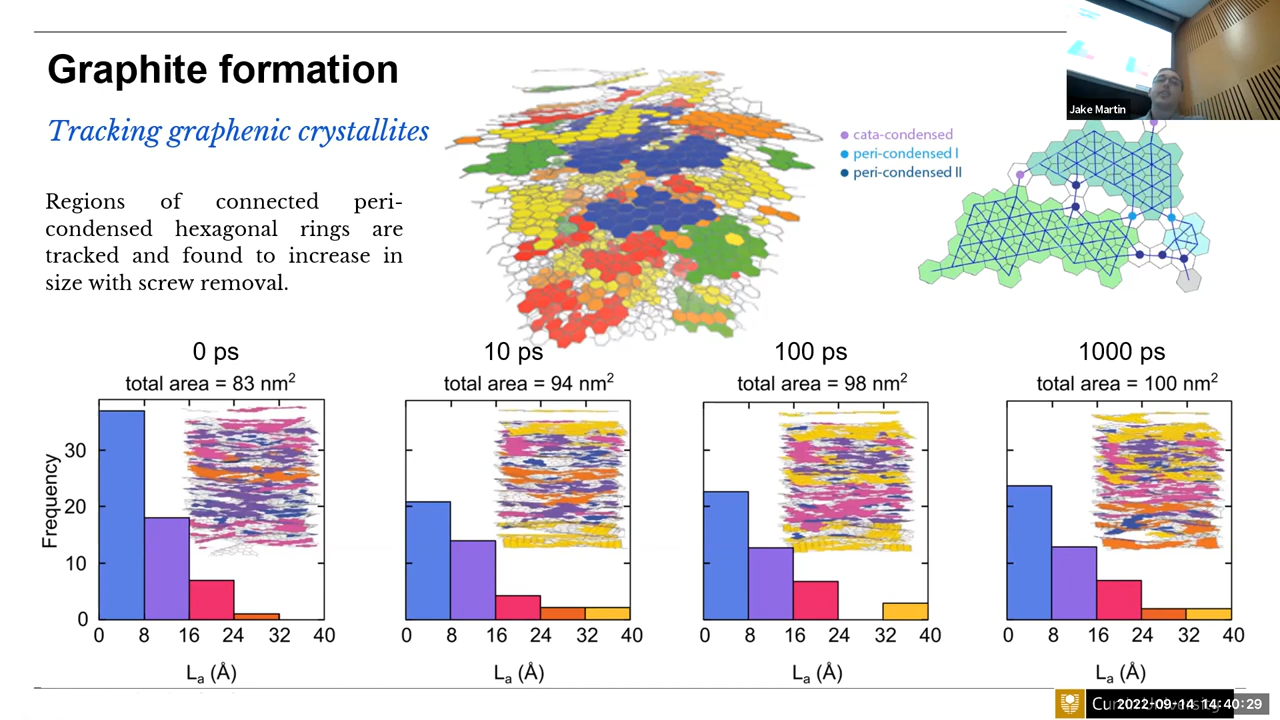 Graphite formation
Tracking graphenic crystallites
Regions of connected peri-
condensed hexagonal rings are
tracked and found to increase in
size with screw removal.
cata-condensed
peri-condensed I
peri-condensed II
Jake Martin
0 ps
total area = 83 nm²
10 ps
total area = 94 nm²
100 ps
total area = 98 nm²
1000 ps
total area = 100 nm²
Frequency
30
20
10
0
0 8 16 24 32 40
0 8 16 24 32 40
0 8 16 24 32 40
0 8 16 24 32 40
Lₐ (Å)
Lₐ (Å)
Lₐ (Å)
Lₐ (Å)
2022-09-14 14:40:29